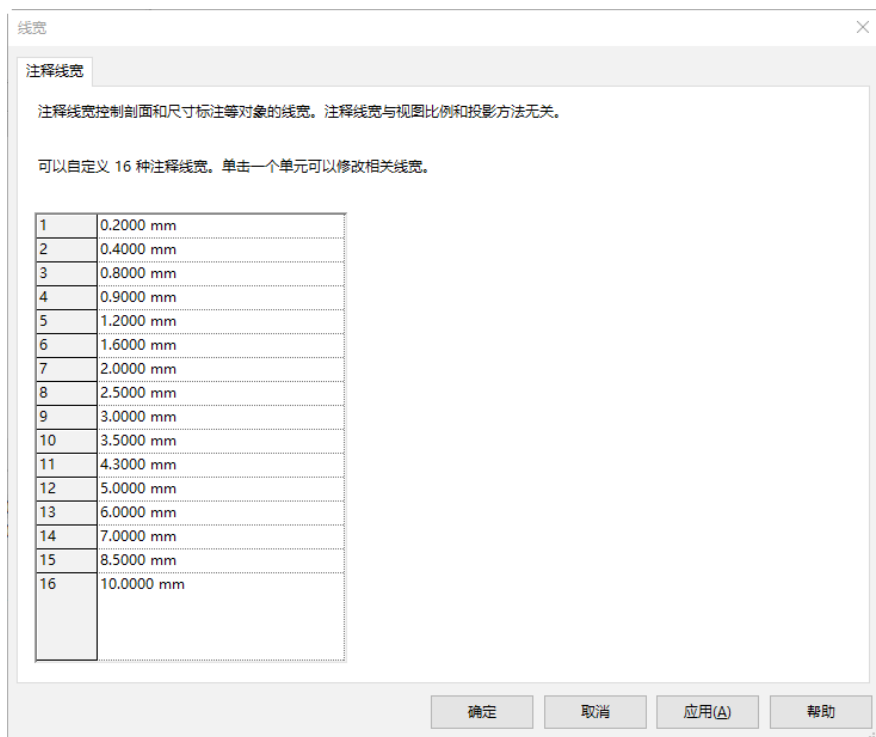 线宽
注释线宽
注释线宽控制剖面和尺寸标注等对象的线宽。注释线宽与视图比例和投影方法无关。
可以自定义 16 种注释线宽。单击一个单元可以修改相关线宽。
1 0.2000 mm
2 0.4000 mm
3 0.8000 mm
4 0.9000 mm
5 1.2000 mm
6 1.6000 mm
7 2.0000 mm
8 2.5000 mm
9 3.0000 mm
10 3.5000 mm
11 4.3000 mm
12 5.0000 mm
13 6.0000 mm
14 7.0000 mm
15 8.5000 mm
16 10.0000 mm
确定 取消 应用(A) 帮助